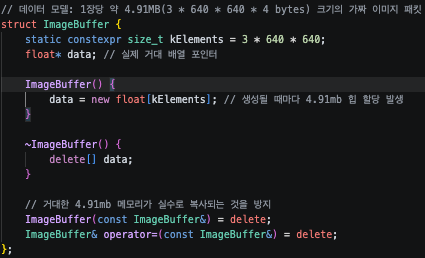 // 데이터 모델: 1장당 약 4.91MB(3 * 640 * 640 * 4 bytes) 크기의 가짜 이미지 패킷
struct ImageBuffer {
static constexpr size_t kElements = 3 * 640 * 640;
float* data; // 실제 거대 배열 포인터
ImageBuffer() {
data = new float[kElements]; // 생성될 때마다 4.91mb 힙 할당 발생
}
~ImageBuffer() {
delete[] data;
}
// 거대한 4.91mb 메모리가 실수로 복사되는 것을 방지
ImageBuffer(const ImageBuffer&) = delete;
ImageBuffer& operator=(const ImageBuffer&) = delete;
};